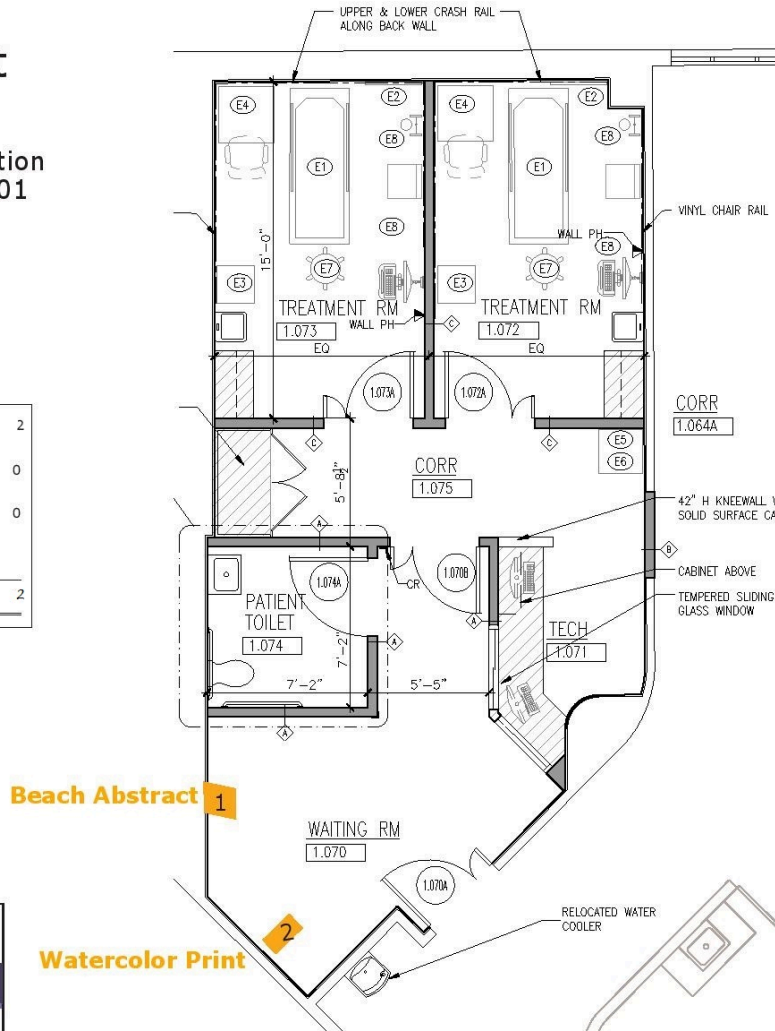 UPPER & LOWER CRASH RAIL
ALONG BACK WALL
t
tion
01
E4
E2
E8
E1
E8
E7
E3
15'-0"
TREATMENT RM
1.073
WALL PH
EQ
C
E4
E2
E8
E1
WALL PH
E8
E7
E3
TREATMENT RM
1.072
EQ
VINYL CHAIR RAIL
1.073A
1.072A
C
C
CORR
1.064A
2
0
0
2
E5
E6
CORR
1.075
42" H KNEEWALL
SOLID SURFACE CA
B
A
CR
1.074A
1.070B
CABINET ABOVE
TEMPERED SLIDING
GLASS WINDOW
PATIENT
TOILET
1.074
A
A
TECH
1.071
7'-2"
7'-2"
5'-5"
A
Beach Abstract
1
WAITING RM
1.070
1.070A
RELOCATED WATER
COOLER
2
Watercolor Print